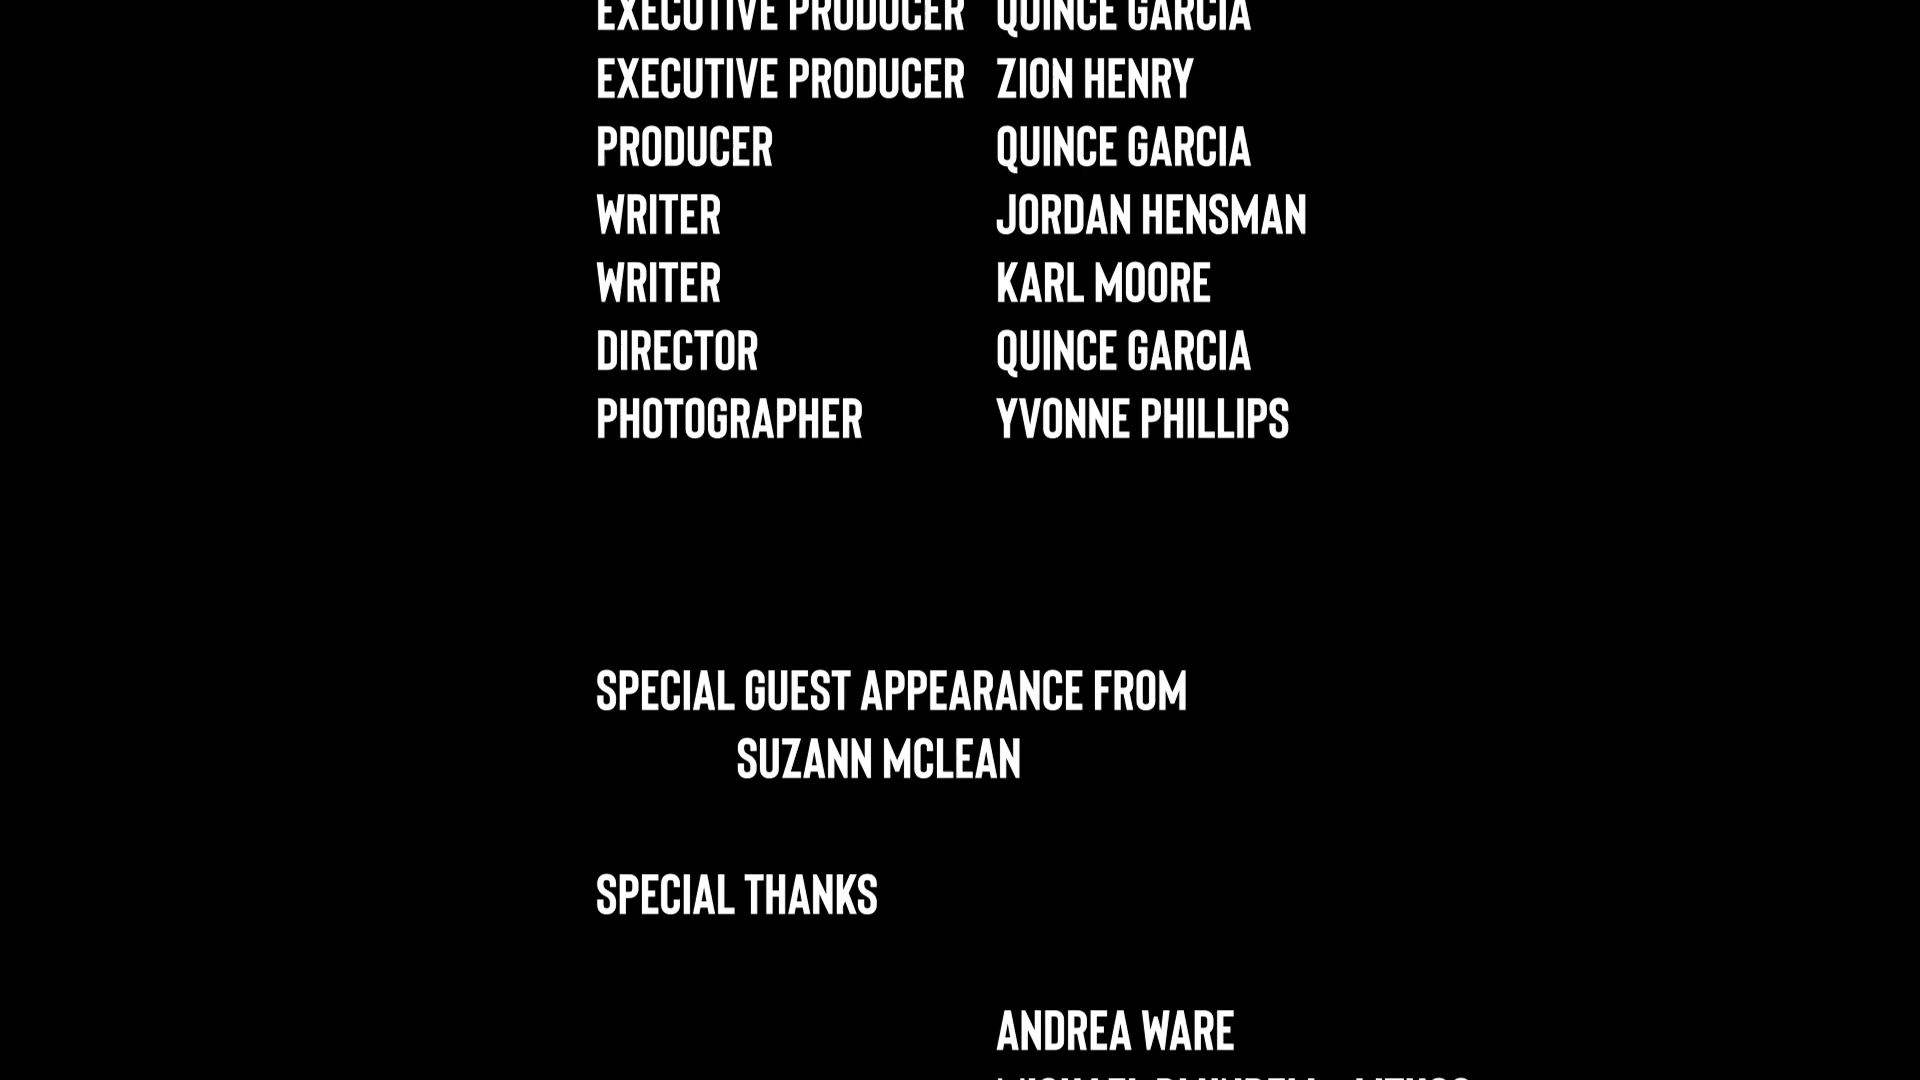 EXECUTIVE PRODUCER QUINCE GARCIA
EXECUTIVE PRODUCER ZION HENRY
PRODUCER QUINCE GARCIA
WRITER JORDAN HENSMAN
WRITER KARL MOORE
DIRECTOR QUINCE GARCIA
PHOTOGRAPHER YVONNE PHILLIPS
SPECIAL GUEST APPEARANCE FROM
SUZANN MCLEAN
SPECIAL THANKS
ANDREA WARE